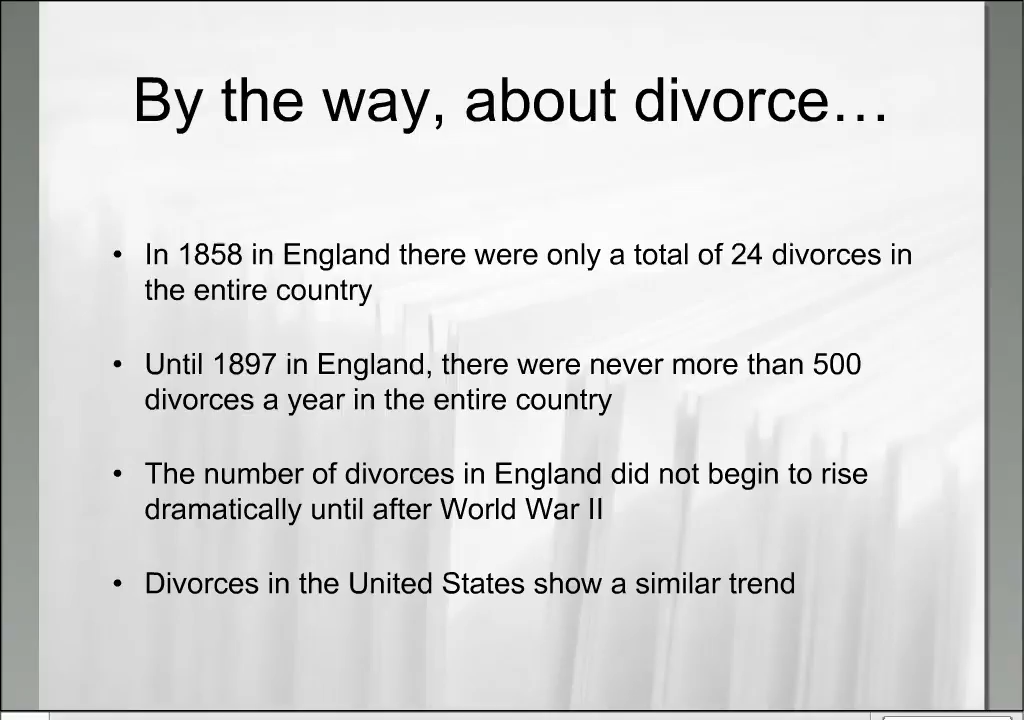 By the way, about divorce…
• In 1858 in England there were only a total of 24 divorces in
the entire country
• Until 1897 in England, there were never more than 500
divorces a year in the entire country
• The number of divorces in England did not begin to rise
dramatically until after World War II
• Divorces in the United States show a similar trend